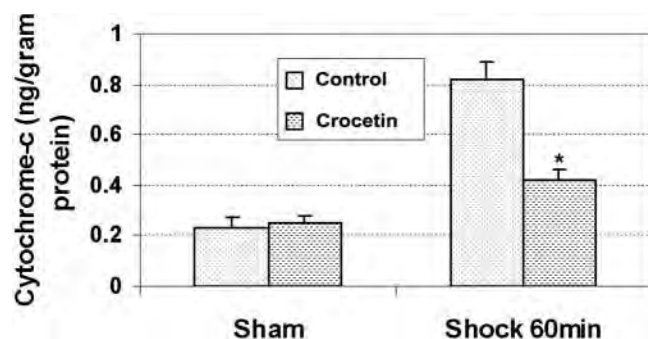 Cytochrome-c (ng/gram
protein)
1
0.8
0.6
0.4
0.2
0
Control
Crocetin
*
Sham
Shock 60min